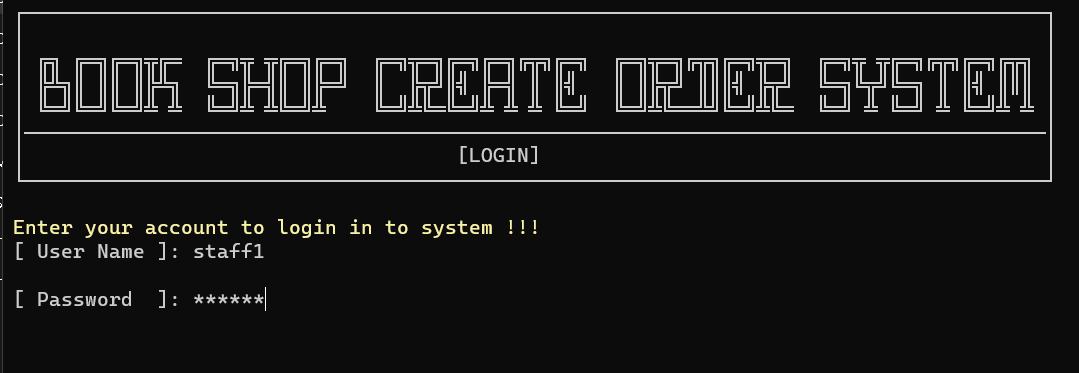 BOOK SHOP CREATE ORDER SYSTEM
[LOGIN]
Enter your account to login in to system !!!
[ User Name ]: staff1
[ Password  ]: ******